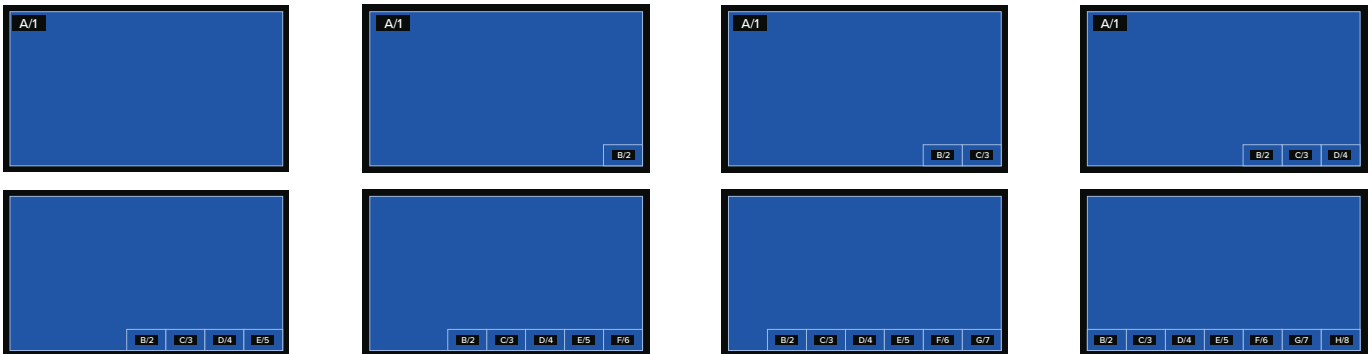 A/1
A/1
B/2
A/1
B/2 C/3
A/1
B/2 C/3 D/4
B/2 C/3 D/4 E/5
B/2 C/3 D/4 E/5 F/6
B/2 C/3 D/4 E/5 F/6 G/7
B/2 C/3 D/4 E/5 F/6 G/7 H/8